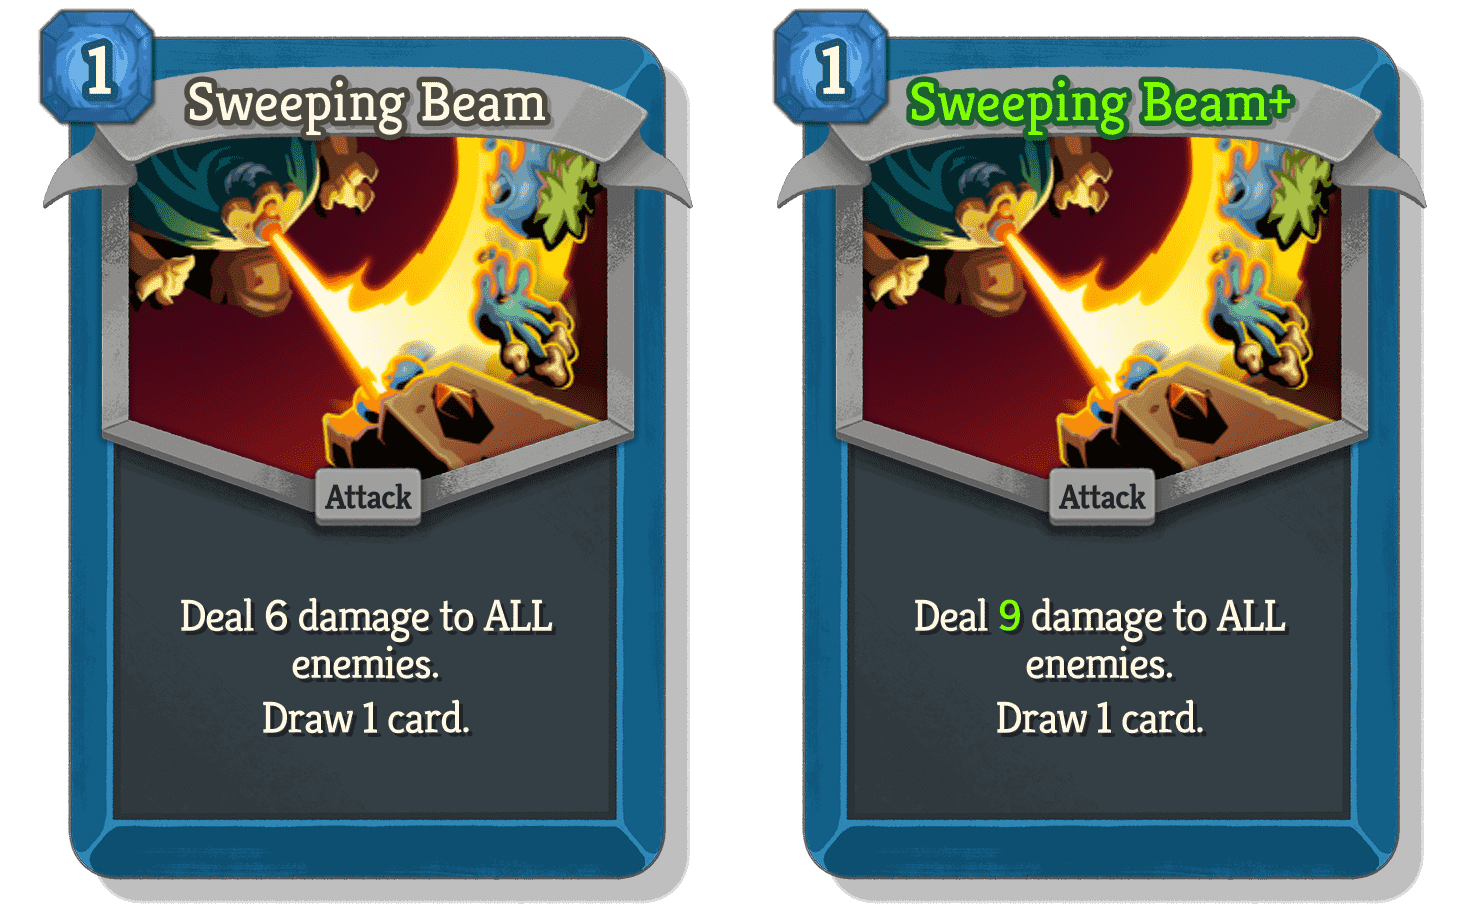 1
Sweeping Beam
Attack
Deal 6 damage to ALL
enemies.
Draw 1 card.
1
Sweeping Beam+
Attack
Deal 9 damage to ALL
enemies.
Draw 1 card.